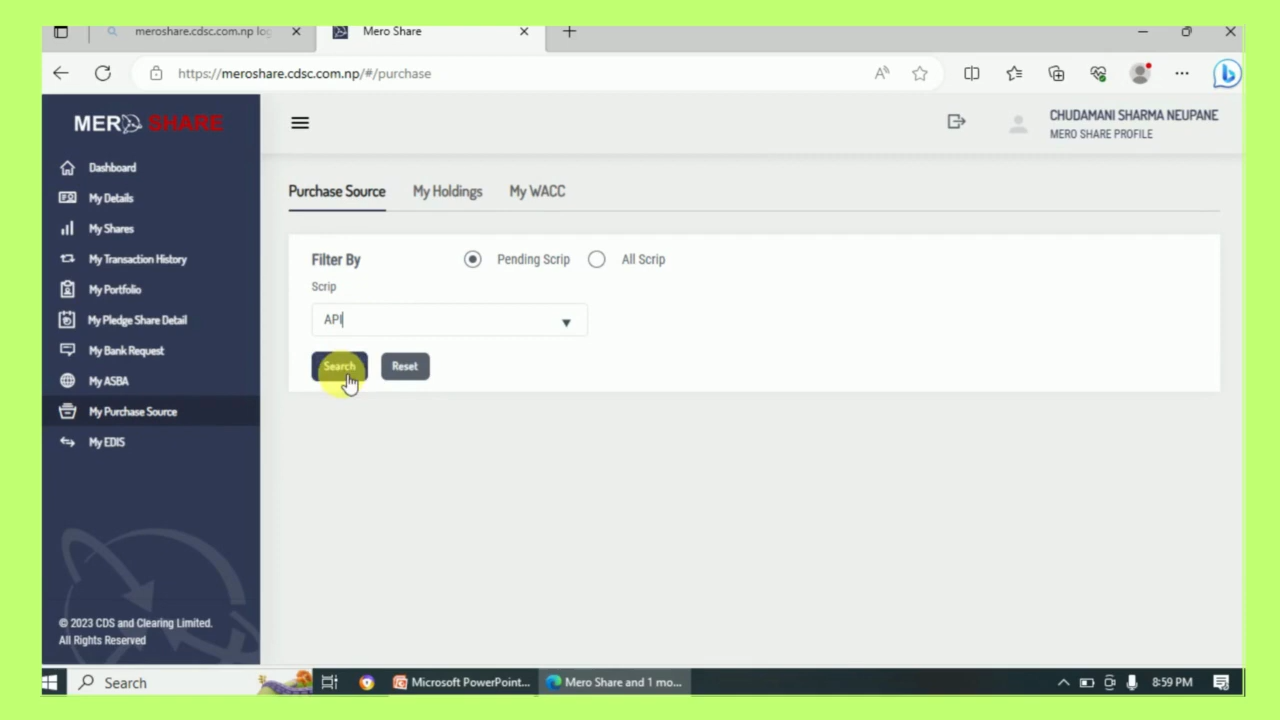 meroshare.cdsc.com.np log
Mero Share
https://meroshare.cdsc.com.np/#/purchase
MERO SHARE
CHUDAMANI SHARMA NEUPANE
MERO SHARE PROFILE
Dashboard
My Details
My Shares
My Transaction History
My Portfolio
My Pledge Share Detail
My Bank Request
My ASBA
My Purchase Source
My EDIS
Purchase Source My Holdings My WACC
Filter By Pending Scrip All Scrip
Scrip
API
Search Reset
© 2023 CDS and Clearing Limited.
All Rights Reserved
Search
Microsoft PowerPoint...
Mero Share and 1 mo...
8:59 PM